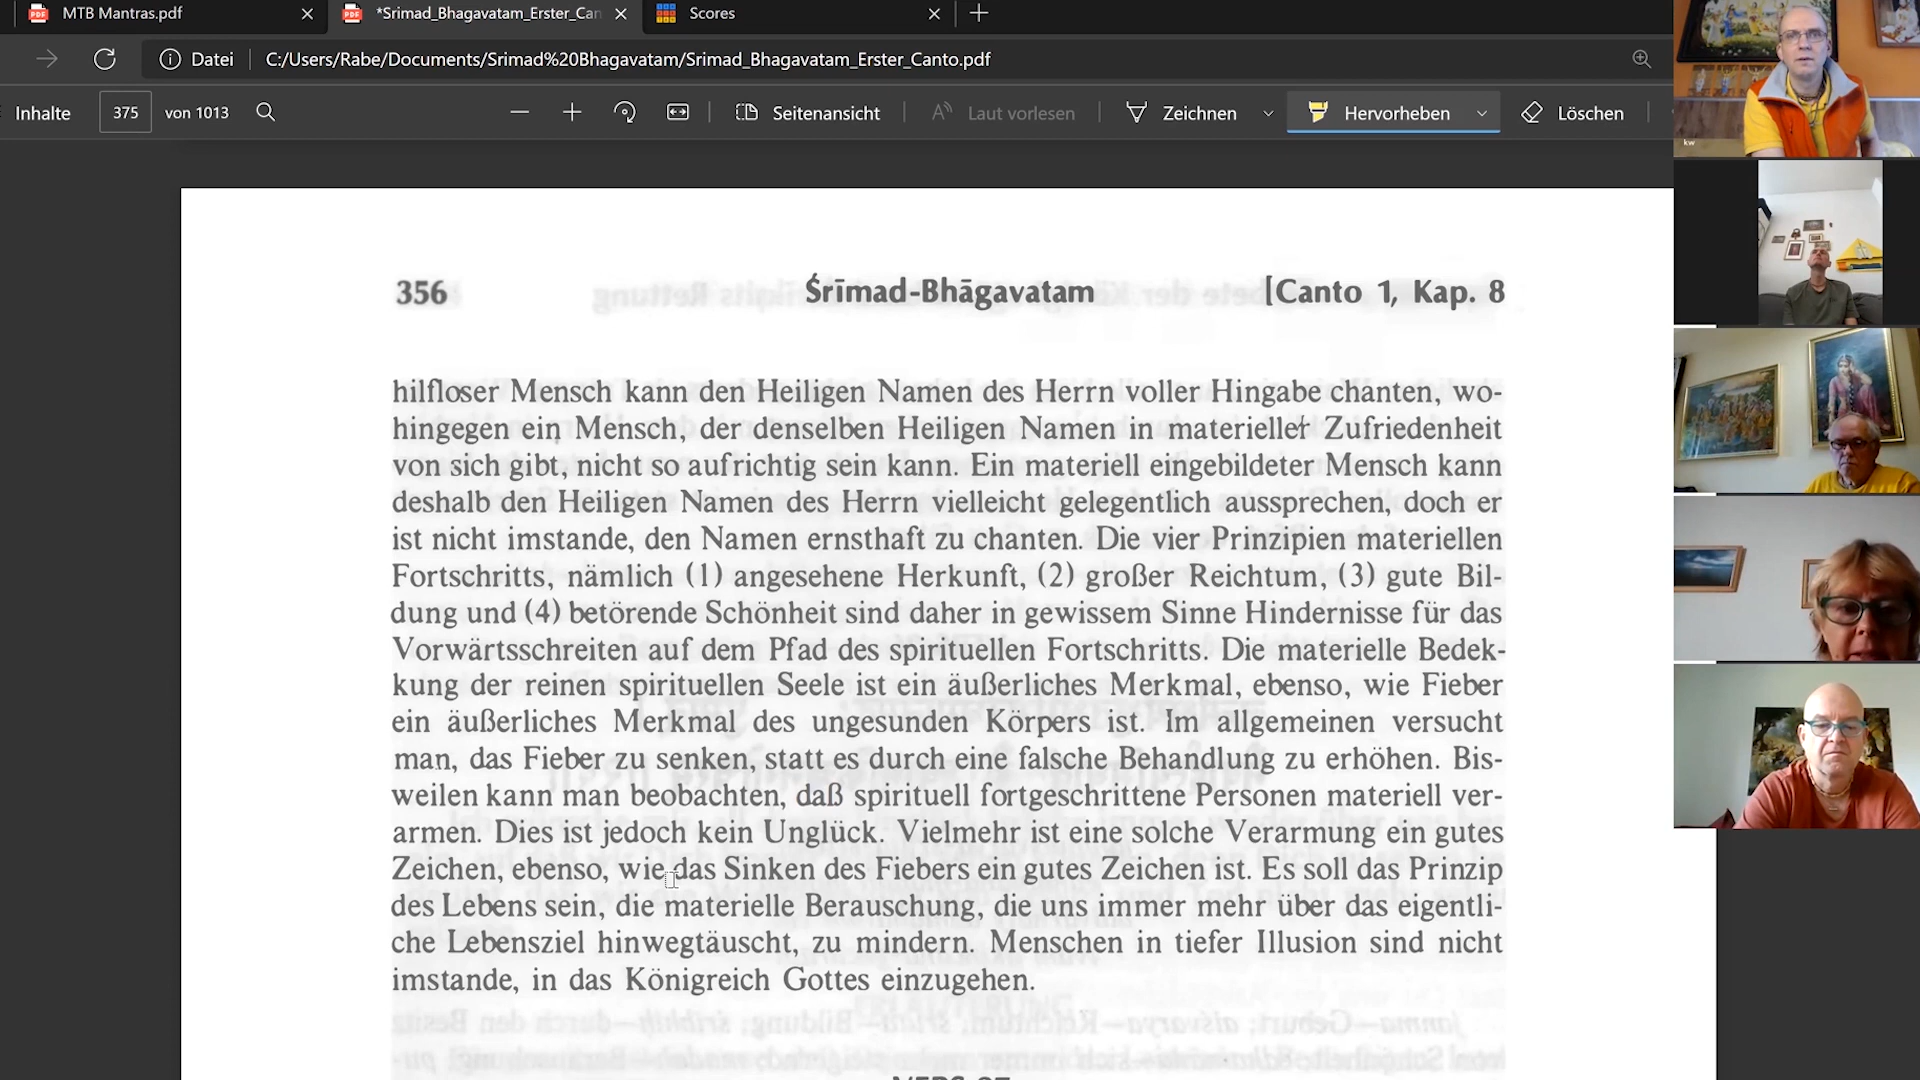 MTB Mantras.pdf
*Srimad_Bhagavatam_Erster_Can
Scores
Datei
C:/Users/Rabe/Documents/Srimad%20Bhagavatam/Srimad_Bhagavatam_Erster_Canto.pdf
Inhalte
375
von 1013
Seitenansicht
Laut vorlesen
Zeichnen
Hervorheben
Löschen
kw
356
Śrīmad-Bhāgavatam
[Canto 1, Kap. 8
hilfloser Mensch kann den Heiligen Namen des Herrn voller Hingabe chanten, wo-
hingegen ein Mensch, der denselben Heiligen Namen in materieller Zufriedenheit
von sich gibt, nicht so aufrichtig sein kann. Ein materiell eingebildeter Mensch kann
deshalb den Heiligen Namen des Herrn vielleicht gelegentlich aussprechen, doch er
ist nicht imstande, den Namen ernsthaft zu chanten. Die vier Prinzipien materiellen
Fortschritts, nämlich (1) angesehene Herkunft, (2) großer Reichtum, (3) gute Bil-
dung und (4) betörende Schönheit sind daher in gewissem Sinne Hindernisse für das
Vorwärtsschreiten auf dem Pfad des spirituellen Fortschritts. Die materielle Bedek-
kung der reinen spirituellen Seele ist ein äußerliches Merkmal, ebenso, wie Fieber
ein äußerliches Merkmal des ungesunden Körpers ist. Im allgemeinen versucht
man, das Fieber zu senken, statt es durch eine falsche Behandlung zu erhöhen. Bis-
weilen kann man beobachten, daß spirituell fortgeschrittene Personen materiell ver-
armen. Dies ist jedoch kein Unglück. Vielmehr ist eine solche Verarmung ein gutes
Zeichen, ebenso, wie das Sinken des Fiebers ein gutes Zeichen ist. Es soll das Prinzip
des Lebens sein, die materielle Berauschung, die uns immer mehr über das eigentli-
che Lebensziel hinwegtäuscht, zu mindern. Menschen in tiefer Illusion sind nicht
imstande, in das Königreich Gottes einzugehen.